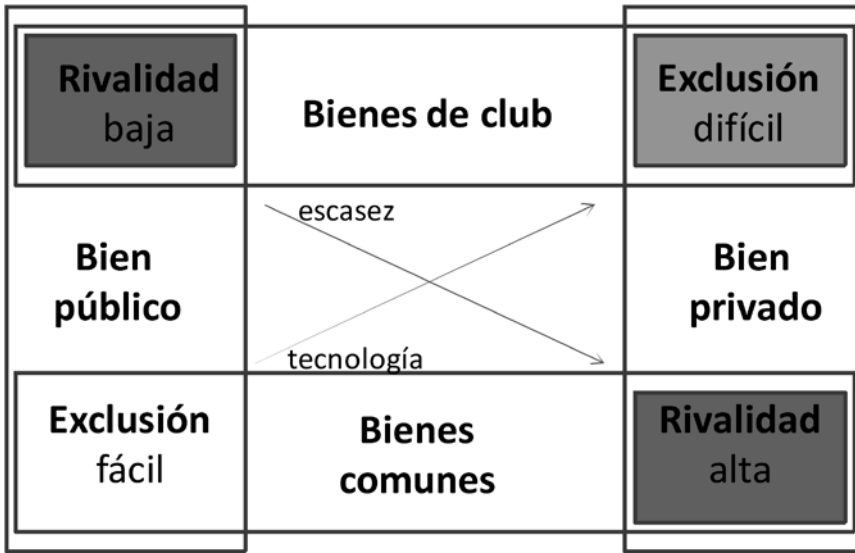 Rivalidad
baja
Bienes de club
Exclusión
difícil
escasez
Bien
público
Bien
privado
tecnología
Exclusión
fácil
Bienes
comunes
Rivalidad
alta